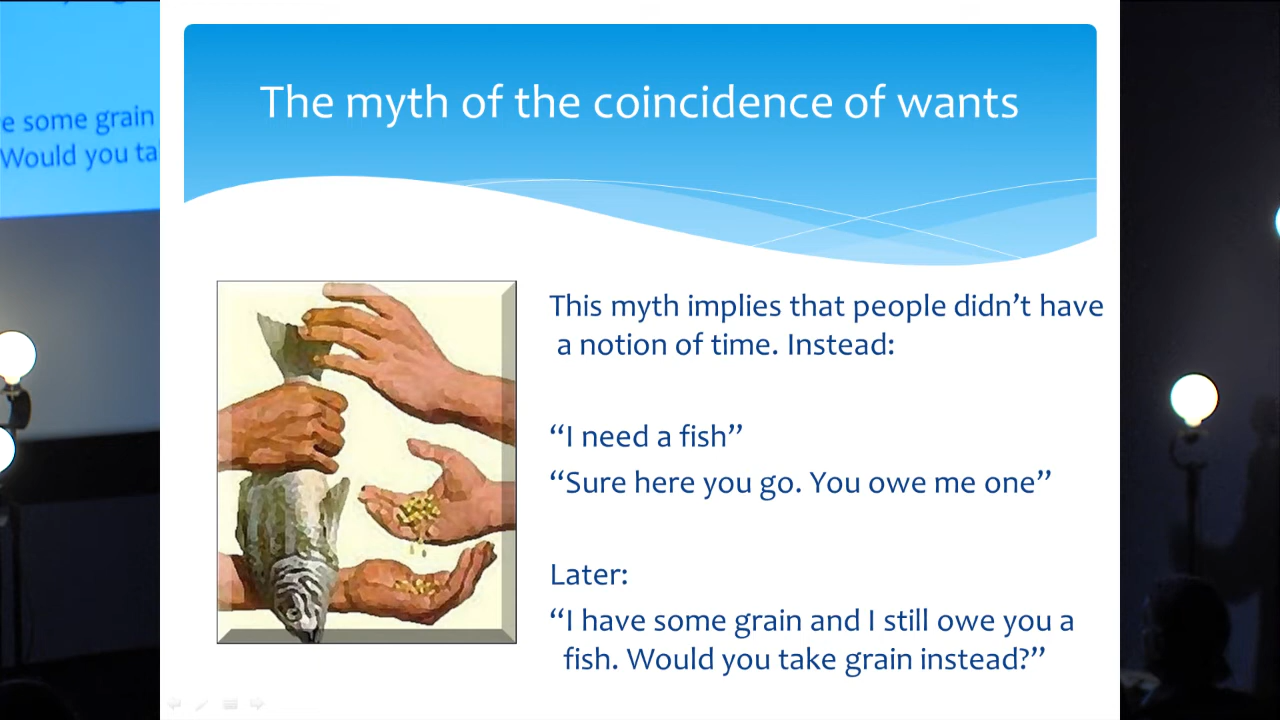 The myth of the coincidence of wants
e some grain
Would you ta
This myth implies that people didn’t have
a notion of time. Instead:
“I need a fish”
“Sure here you go. You owe me one”
Later:
“I have some grain and I still owe you a
fish. Would you take grain instead?”